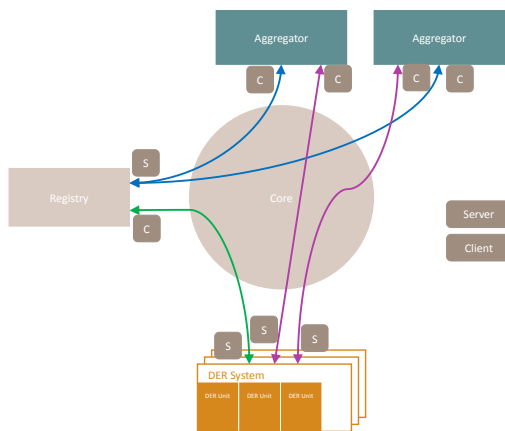 Aggregator
Aggregator
C
C
C
C
S
Registry
Core
C
Server
Client
S
S
S
DER System
DER Unit
DER Unit
DER Unit